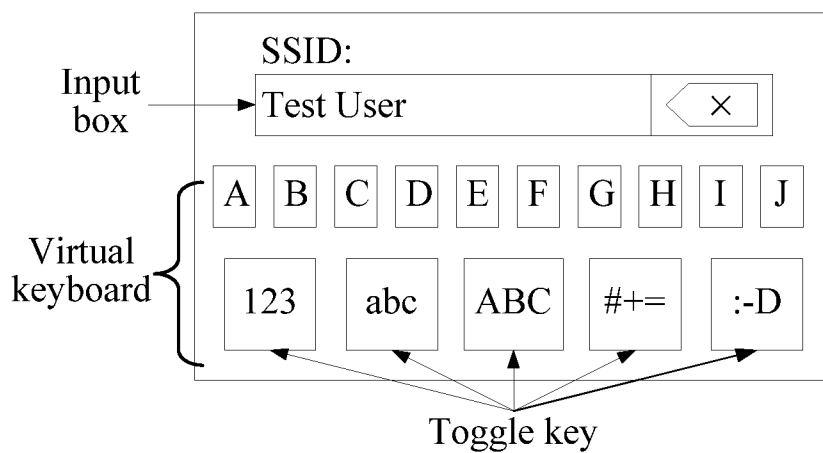 SSID:
Input
box
Test User
×
A B C D E F G H I J
Virtual
keyboard
123 abc ABC #+= :-D
Toggle key